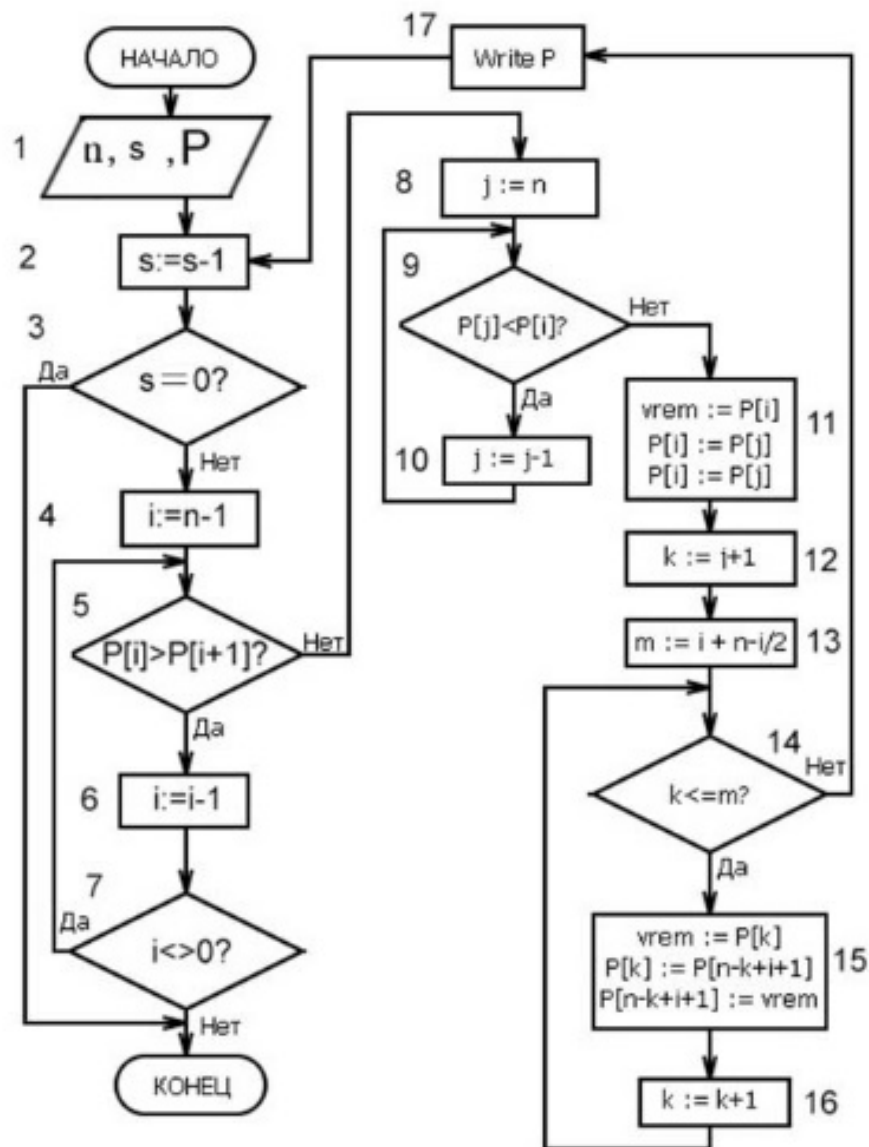 НАЧАЛО
1
n, s ,P
2
s:=s-1
3
s=0?
Да
Нет
4
i:=n-1
5
P[i]>P[i+1]?
Нет
Да
6
i:=i-1
7
Да
i<>0?
Нет
КОНЕЦ
8
j := n
9
P[j]<P[i]?
Нет
Да
10
j := j-1
vrem := P[i]
P[i] := P[j]
P[i] := P[j]
11
k := j+1
12
m := i + n-i/2
13
14
k<=m?
Нет
Да
vrem := P[k]
P[k] := P[n-k+i+1]
P[n-k+i+1] := vrem
15
k := k+1
16
17
Write P